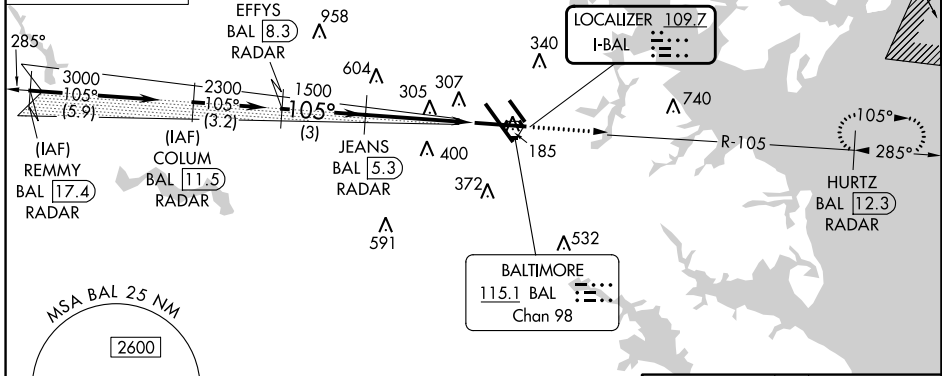 EFFYS
BAL 8.3
RADAR
958
LOCALIZER 109.7
I-BAL
340
285°
3000
105°
(5.9)
2300
105°
(3.2)
1500
105°
(3)
604
305
307
740
(IAF)
REMMY
BAL 17.4
RADAR
(IAF)
COLUM
BAL 11.5
RADAR
JEANS
BAL 5.3
RADAR
400
185
372
R-105
105°
285°
HURTZ
BAL 12.3
RADAR
591
532
BALTIMORE
115.1 BAL
Chan 98
MSA BAL 25 NM
2600